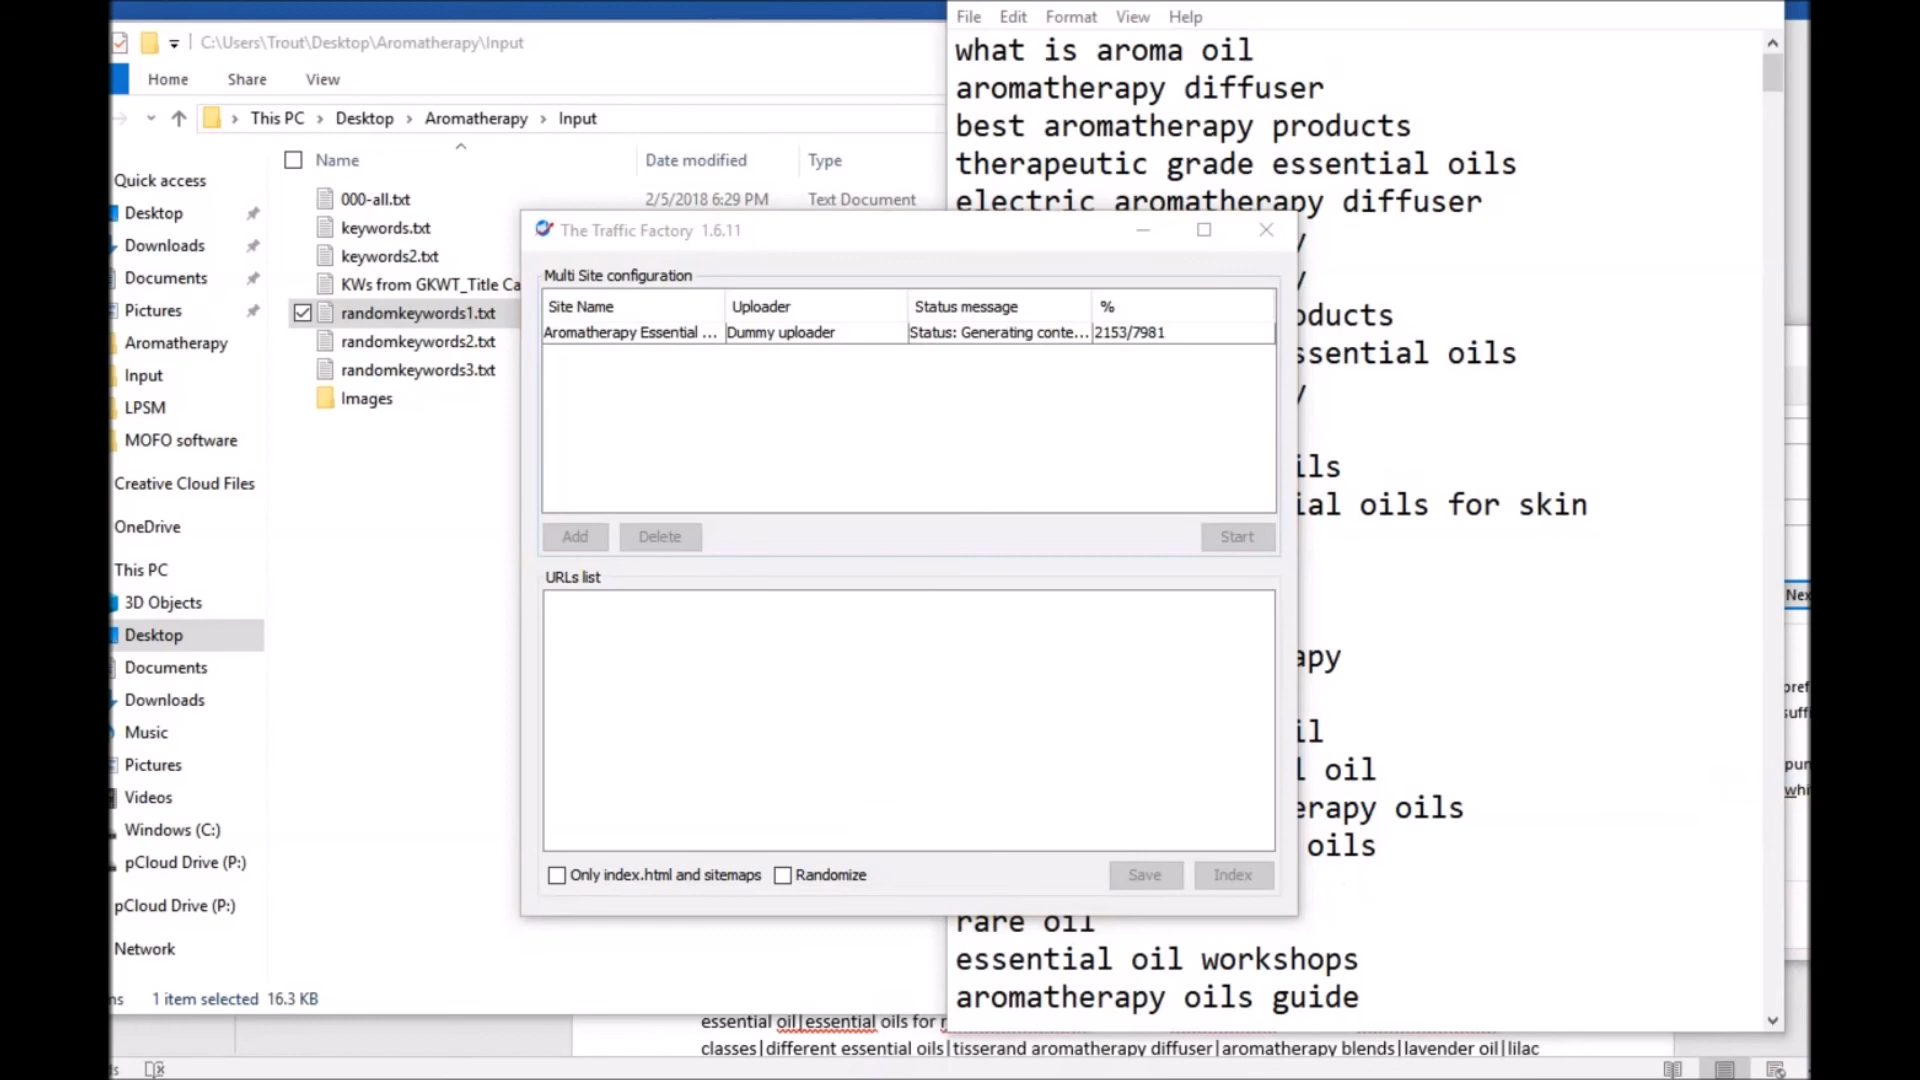 C:\Users\Trout\Desktop\Aromatherapy\Input
Home Share View
This PC > Desktop > Aromatherapy > Input
Name Date modified Type
Quick access
Desktop
Downloads
Documents
Pictures
Aromatherapy
Input
LPSM
MOFO software
Creative Cloud Files
OneDrive
This PC
3D Objects
Desktop
Documents
Downloads
Music
Pictures
Videos
Windows (C:)
pCloud Drive (P:)
pCloud Drive (P:)
Network
000-all.txt 2/5/2018 6:29 PM Text Document
keywords.txt
keywords2.txt
KWs from GKWT_Title Ca
randomkeywords1.txt
randomkeywords2.txt
randomkeywords3.txt
Images
1 item selected 16.3 KB
The Traffic Factory 1.6.11
Multi Site configuration
Site Name Uploader Status message %
Aromatherapy Essential ... Dummy uploader Status: Generating conte... 2153/7981
Add Delete Start
URLs list
Only index.html and sitemaps Randomize Save Index
File Edit Format View Help
what is aroma oil
aromatherapy diffuser
best aromatherapy products
therapeutic grade essential oils
electric aromatherapy diffuser
oducts
ssential oils
ils
ial oils for skin
apy
il
l oil
erapy oils
oils
rare oil
essential oil workshops
aromatherapy oils guide
Nex
pref
suffi
pun
whi
essential oil|essential oils for r
classes|different essential oils|tisserand aromatherapy diffuser|aromatherapy blends|lavender oil|lilac